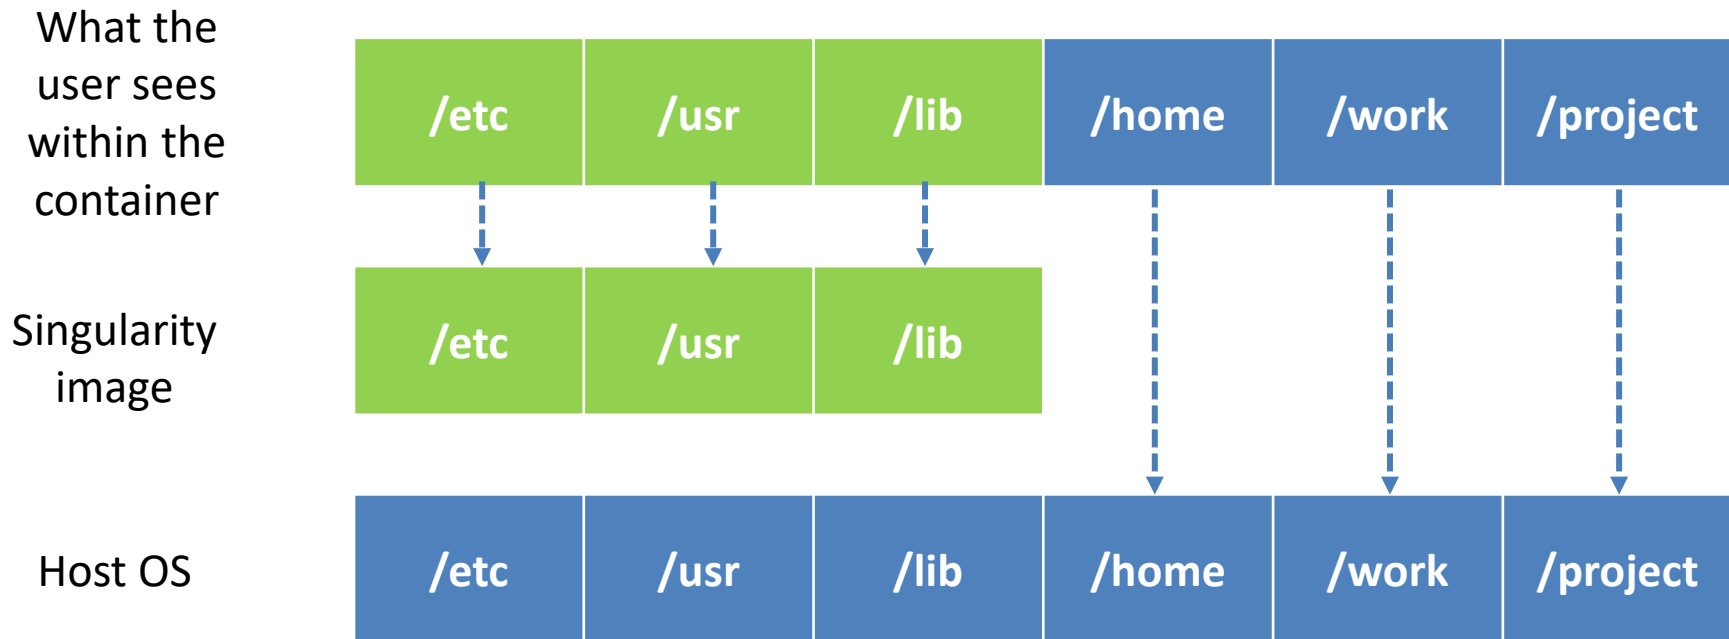 What the
user sees
within the
container
/etc /usr /lib /home /work /project
Singularity
image
/etc /usr /lib
Host OS
/etc /usr /lib /home /work /project